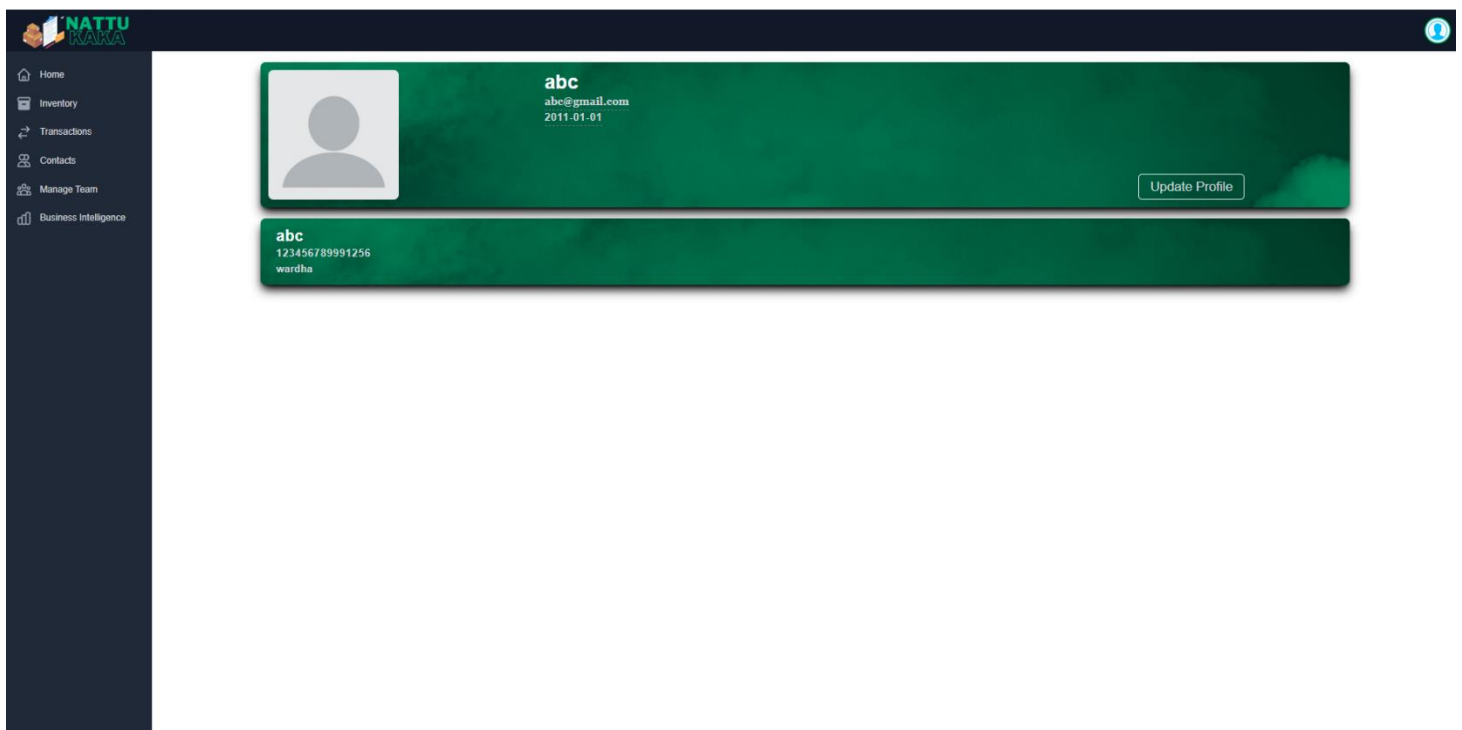 NATTU
KAKA
Home
Inventory
Transactions
Contacts
Manage Team
Business Intelligence
abc
abc@gmail.com
2011-01-01
Update Profile
abc
123456789991256
wardha